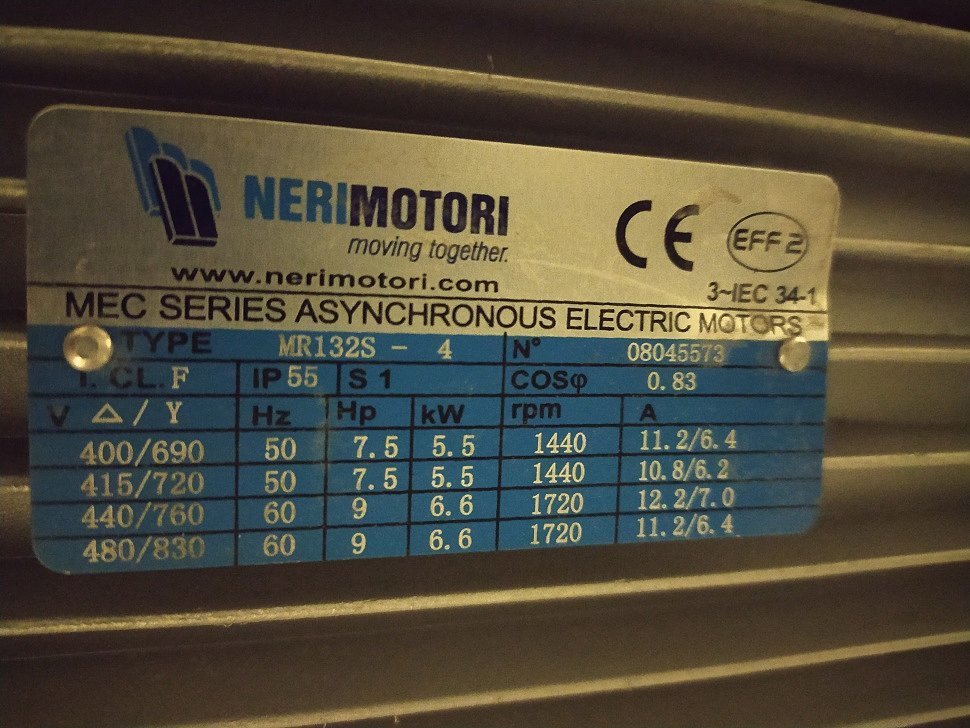 NERIMOTORI
moving together.
www.nerimotori.com
CE EFF 2
3~IEC 34-1
MEC SERIES ASYNCHRONOUS ELECTRIC MOTORS
TYPE MR132S - 4 N° 08045573
I. CL. F IP 55 S 1 COSφ 0.83
V △ / Y Hz Hp kW rpm A
400/690 50 7.5 5.5 1440 11.2/6.4
415/720 50 7.5 5.5 1440 10.8/6.2
440/760 60 9 6.6 1720 12.2/7.0
480/830 60 9 6.6 1720 11.2/6.4